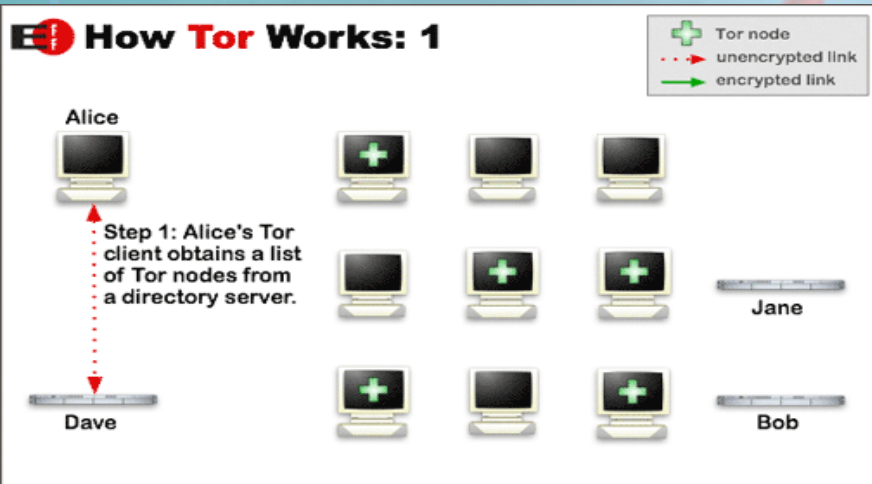 EFF How Tor Works: 1
Tor node
unencrypted link
encrypted link
Alice
Step 1: Alice's Tor
client obtains a list
of Tor nodes from
a directory server.
Jane
Dave
Bob